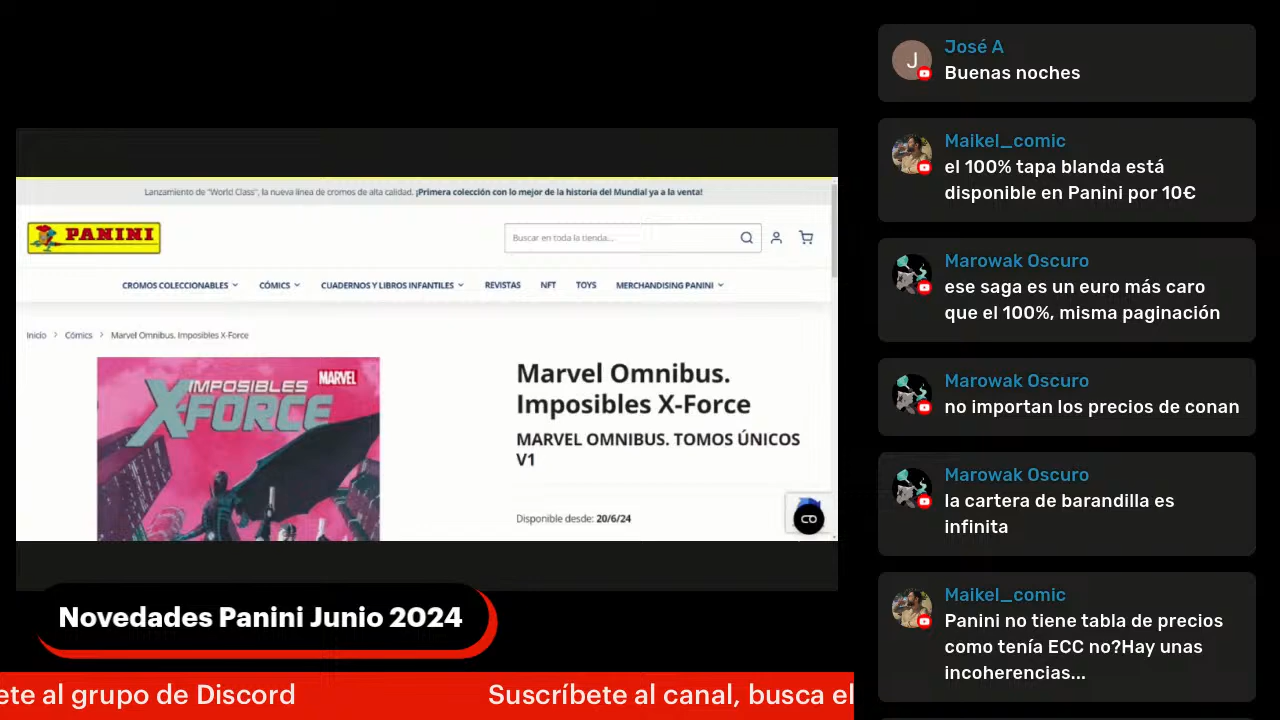 Lanzamiento de "World Class", la nueva línea de cromos de alta calidad. ¡Primera colección con lo mejor de la historia del Mundial ya a la venta!
PANINI
Buscar en toda la tienda...
CROMOS COLECCIONABLES CÓMICS CUADERNOS Y LIBROS INFANTILES REVISTAS NFT TOYS MERCHANDISING PANINI
Inicio > Cómics > Marvel Omnibus. Imposibles X-Force
IMPOSIBLES
MARVEL
X-FORCE
Marvel Omnibus.
Imposibles X-Force
MARVEL OMNIBUS. TOMOS ÚNICOS
V1
Disponible desde: 20/6/24
Novedades Panini Junio 2024
ete al grupo de Discord
Suscríbete al canal, busca el
J
José A
Buenas noches
Maikel_comic
el 100% tapa blanda está
disponible en Panini por 10€
Marowak Oscuro
ese saga es un euro más caro
que el 100%, misma paginación
Marowak Oscuro
no importan los precios de conan
Marowak Oscuro
la cartera de barandilla es
infinita
Maikel_comic
Panini no tiene tabla de precios
como tenía ECC no?Hay unas
incoherencias...